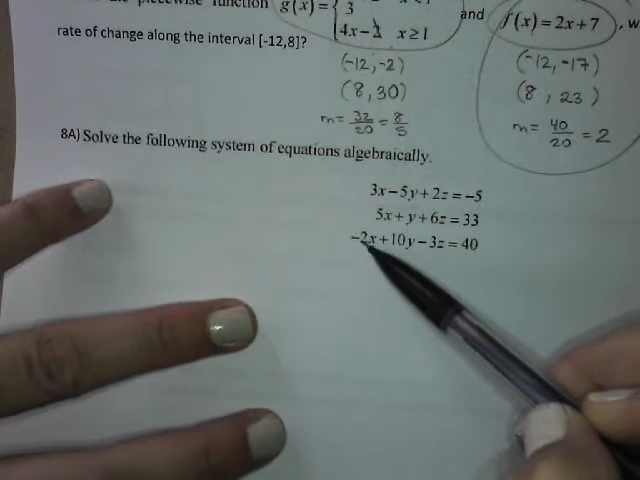 piecewise function g(x) = { 3 and f(x) = 2x + 7, w
4x - 2 x ≥ 1
rate of change along the interval [-12,8]?
(-12, -2)
(8, 30)
m = 32/20 = 8/5
(-12, -17)
(8, 23)
m = 40/20 = 2
8A) Solve the following system of equations algebraically.
3x - 5y + 2z = -5
5x + y + 6z = 33
-2x + 10y - 3z = 40